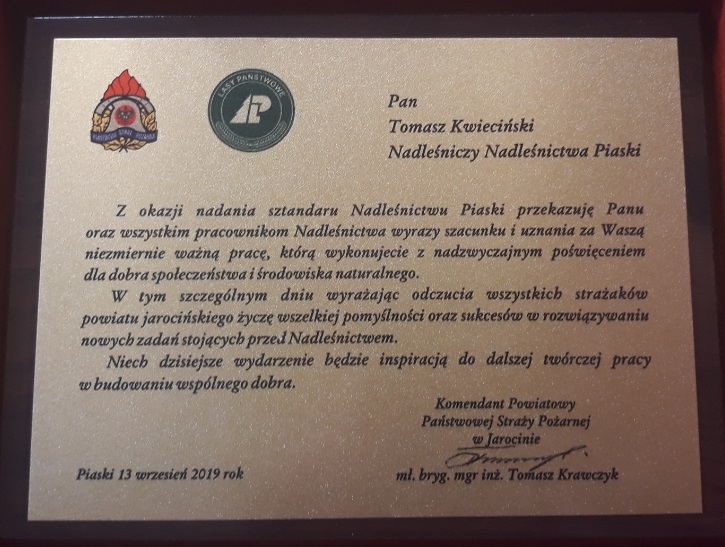 PAŃSTWOWA STRAŻ POŻARNA
LASY PAŃSTWOWE
Pan
Tomasz Kwieciński
Nadleśniczy Nadleśnictwa Piaski
Z okazji nadania sztandaru Nadleśnictwu Piaski przekazuję Panu
oraz wszystkim pracownikom Nadleśnictwa wyrazy szacunku i uznania za Waszą
niezmiernie ważną pracę, którą wykonujecie z nadzwyczajnym poświęceniem
dla dobra społeczeństwa i środowiska naturalnego.
W tym szczególnym dniu wyrażając odczucia wszystkich strażaków
powiatu jarocińskiego życzę wszelkiej pomyślności oraz sukcesów w rozwiązywaniu
nowych zadań stojących przed Nadleśnictwem.
Niech dzisiejsze wydarzenie będzie inspiracją do dalszej twórczej pracy
w budowaniu wspólnego dobra.
Komendant Powiatowy
Państwowej Straży Pożarnej
w Jarocinie
Piaski 13 wrzesień 2019 rok
mł. bryg. mgr inż. Tomasz Krawczyk